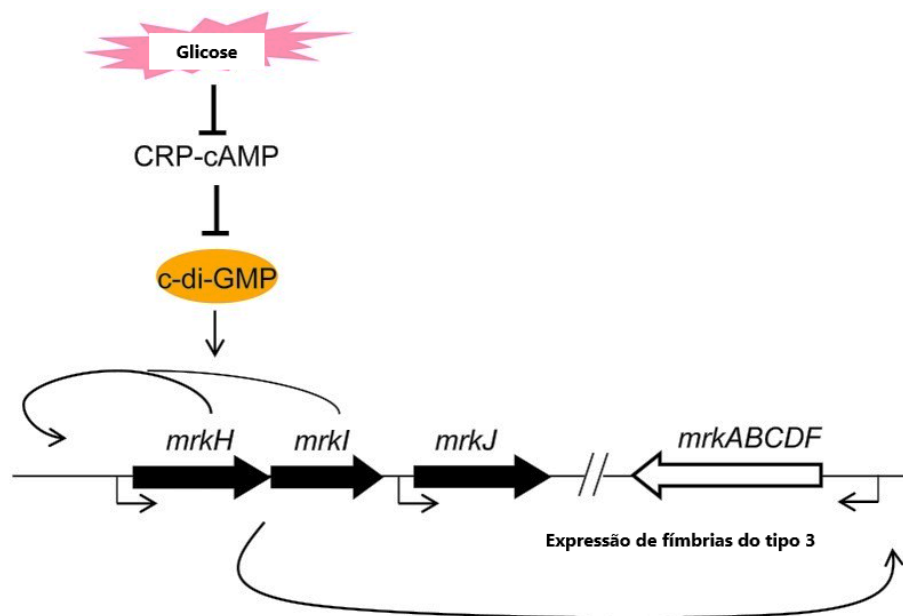 Glicose
CRP-cAMP
c-di-GMP
mrkH mrkI mrkJ mrkABCDF
Expressão de fímbrias do tipo 3